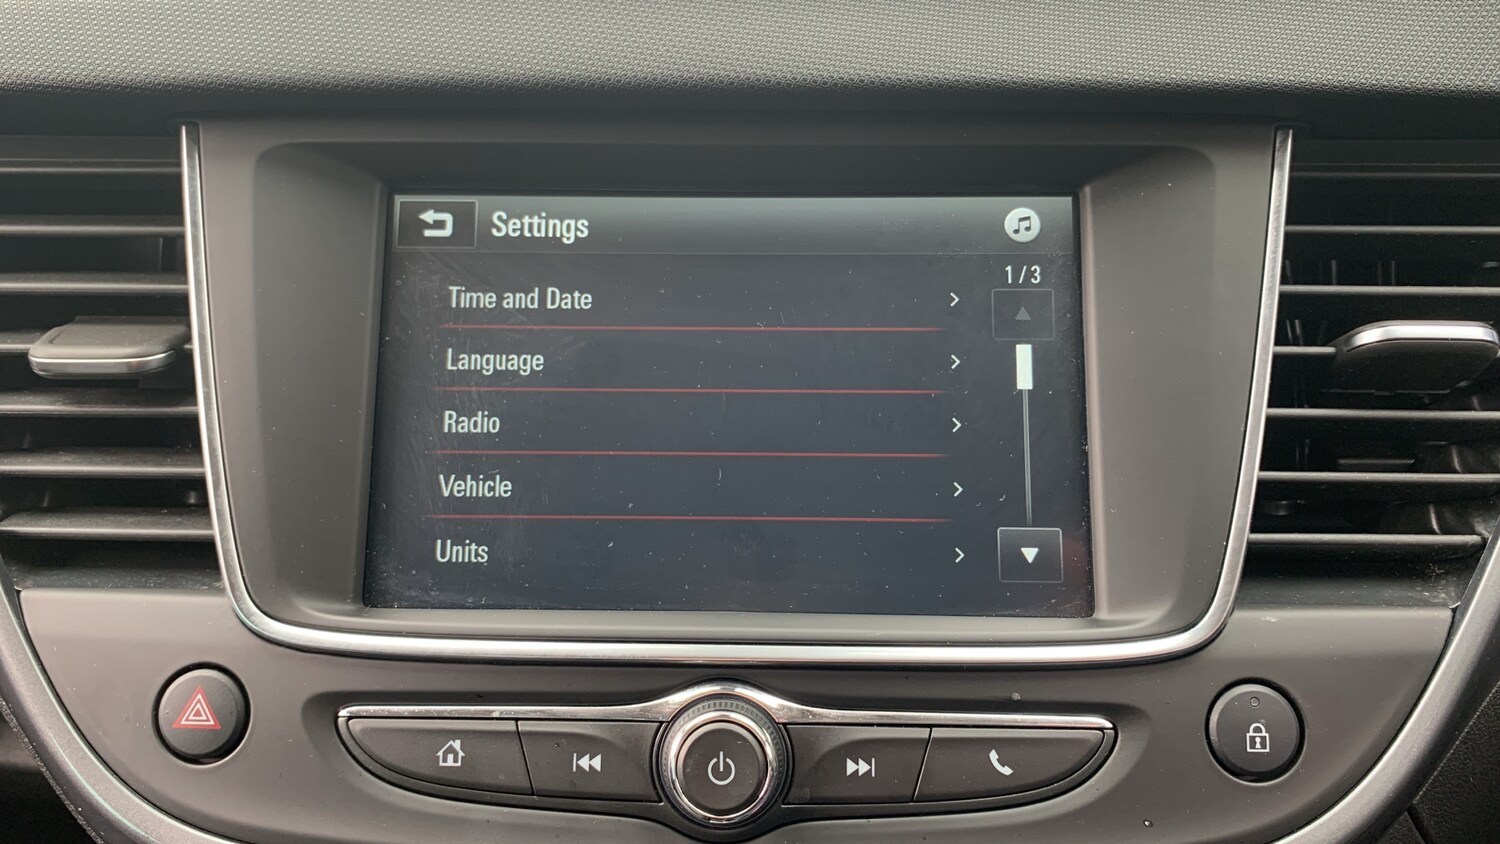 Settings
1 / 3
Time and Date
Language
Radio
Vehicle
Units